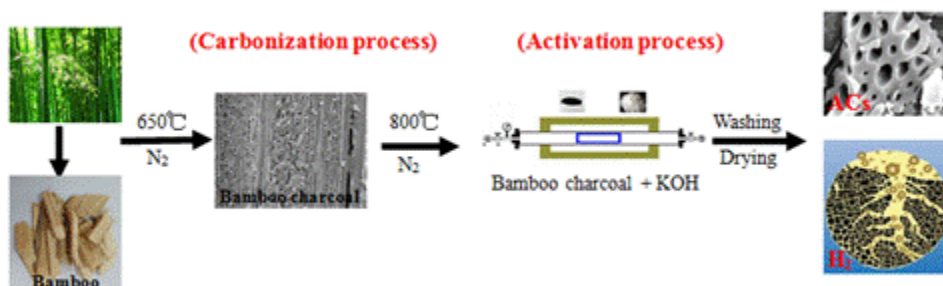 (Carbonization process)
(Activation process)
650℃
N₂
800℃
N₂
Washing
Drying
Bamboo
Bamboo charcoal
Bamboo charcoal + KOH
ACs
H₂